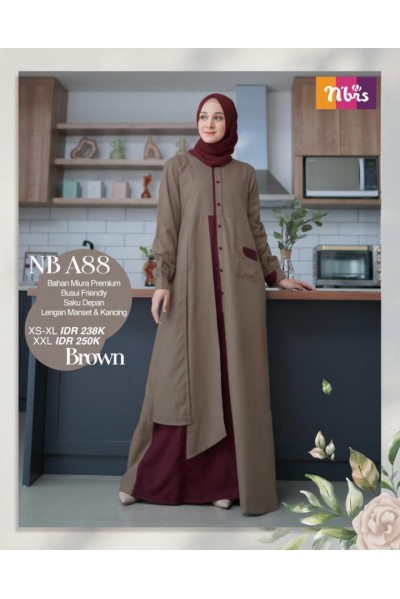 Nbrs
NB A88
Bahan Miura Premium
Busui Friendly
Saku Depan
Lengan Manset & Kancing
XS-XL IDR 238K
XXL IDR 250K
Brown